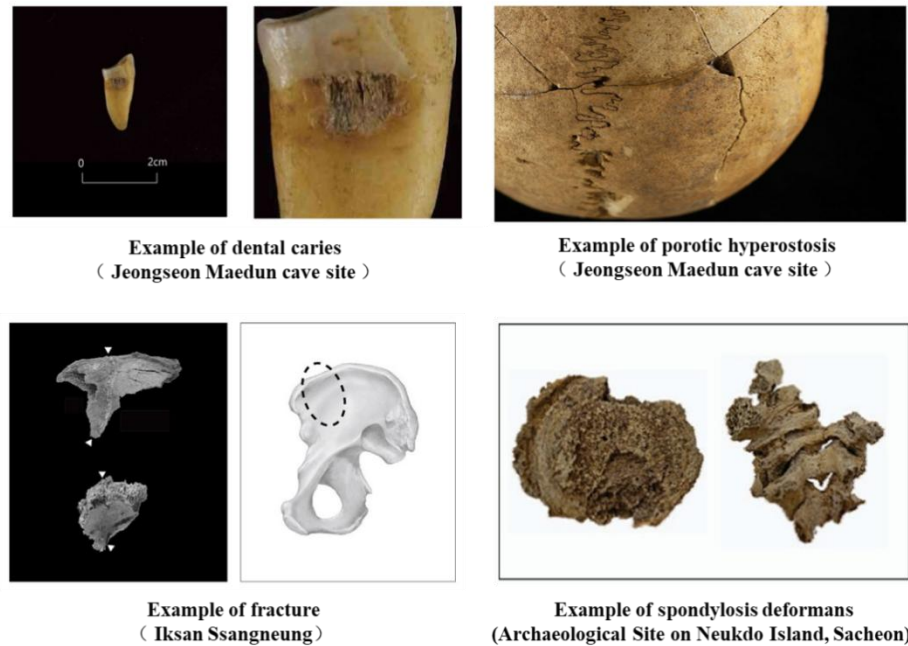 0 2cm
Example of dental caries
( Jeongseon Maedun cave site )
Example of porotic hyperostosis
( Jeongseon Maedun cave site )
Example of fracture
( Iksan Ssangneung )
Example of spondylosis deformans
(Archaeological Site on Neukdo Island, Sacheon)